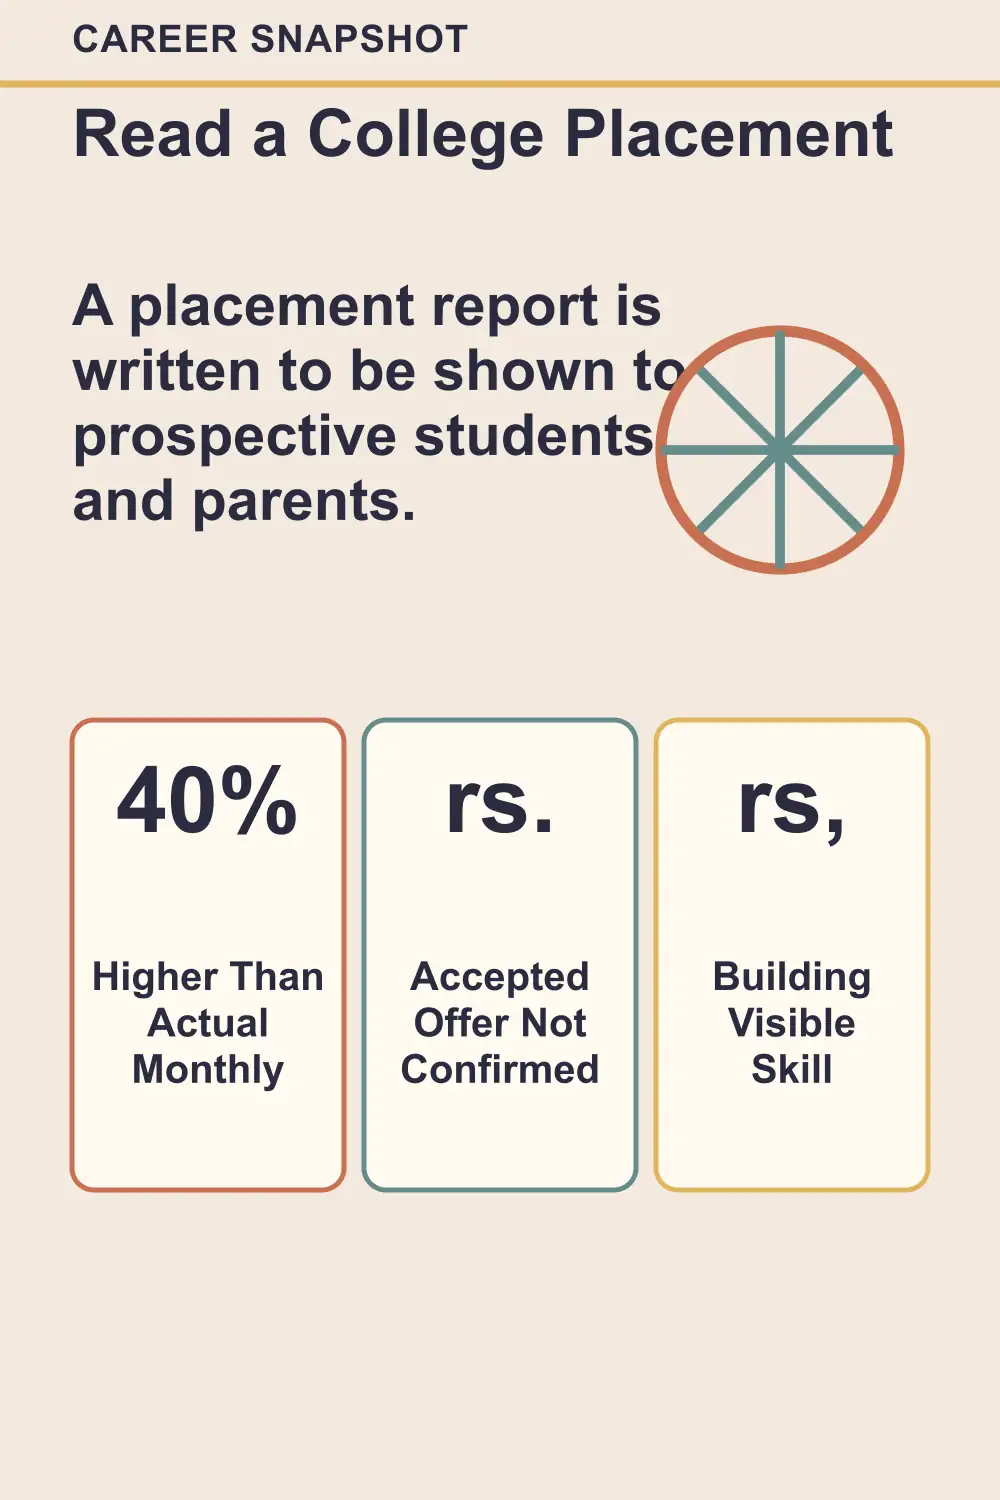 CAREER SNAPSHOT
Read a College Placement
A placement report is
written to be shown to
prospective students
and parents.
40%
Higher Than
Actual
Monthly
rs.
Accepted
Offer Not
Confirmed
rs,
Building
Visible
Skill